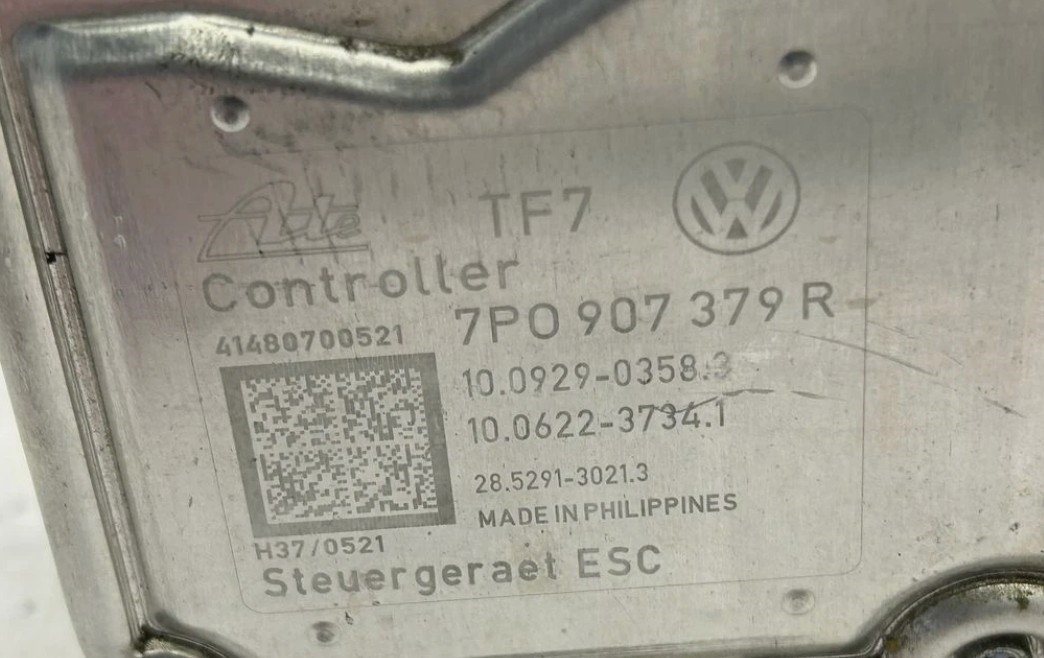 Ate TF7
Controller
41480700521
7P0 907 379 R
10.0929-0358.3
10.0622-3734.1
28.5291-3021.3
MADE IN PHILIPPINES
H37/0521
Steuergeraet ESC